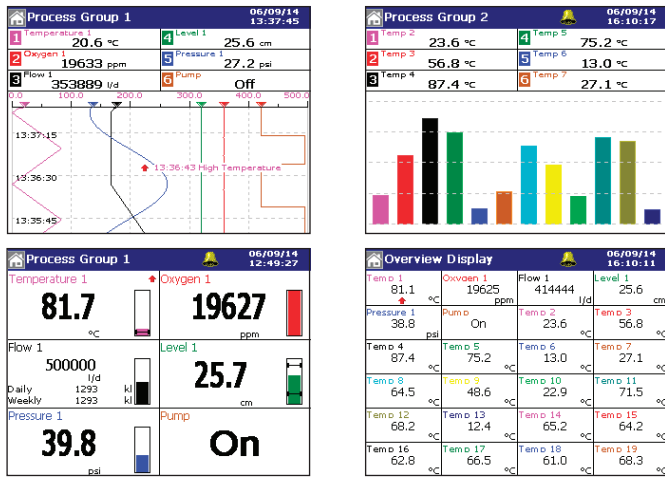 Process Group 1
06/09/14
13:37:45
1 Temperature 1 20.6 °C
4 Level 1 25.6 cm
2 Oxygen 1 19633 ppm
5 Pressure 1 27.2 psi
3 Flow 1 353889 l/d
6 Pump Off
0.0 100.0 200.0 300.0 400.0 500.0
13:37:15
13:36:43 High Temperature
13:36:30
13:35:45
Process Group 2
06/09/14
16:10:17
1 Temp 2 23.6 °C
4 Temp 5 75.2 °C
2 Temp 3 56.8 °C
5 Temp 6 13.0 °C
3 Temp 4 87.4 °C
6 Temp 7 27.1 °C
Process Group 1
06/09/14
12:49:27
Temperature 1
81.7
°C
Oxygen 1
19627
ppm
Flow 1
500000
l/d
Daily 1293 kl
Weekly 1293 kl
Level 1
25.7
cm
Pressure 1
39.8
psi
Pump
On
Overview Display
06/09/14
16:10:11
Temp 1 Oxygen 1 Flow 1 Level 1
81.1 19625 414444 25.6
°C ppm l/d cm
Pressure 1 Pump Temp 2 Temp 3
38.8 On 23.6 56.8
psi °C °C
Temp 4 Temp 5 Temp 6 Temp 7
87.4 75.2 13.0 27.1
°C °C °C °C
Temp 8 Temp 9 Temp 10 Temp 11
64.5 48.6 22.9 71.5
°C °C °C °C
Temp 12 Temp 13 Temp 14 Temp 15
68.2 12.4 65.2 64.2
°C °C °C °C
Temp 16 Temp 17 Temp 18 Temp 19
62.8 66.5 61.0 68.3
°C °C °C °C